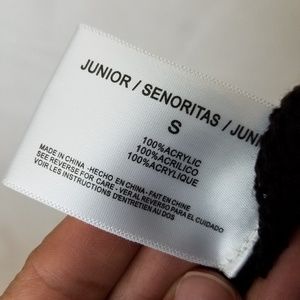 JUNIOR / SENORITAS / JUNI
S
100%ACRYLIC
100%ACRILICO
100%ACRYLIQUE
MADE IN CHINA - HECHO EN CHINA - FAIT EN CHINE
SEE REVERSE FOR CARE - VER AL REVERSO PARA EL CUIDADO
VOIR LES INSTRUCTIONS D'ENTRETIEN AU DOS